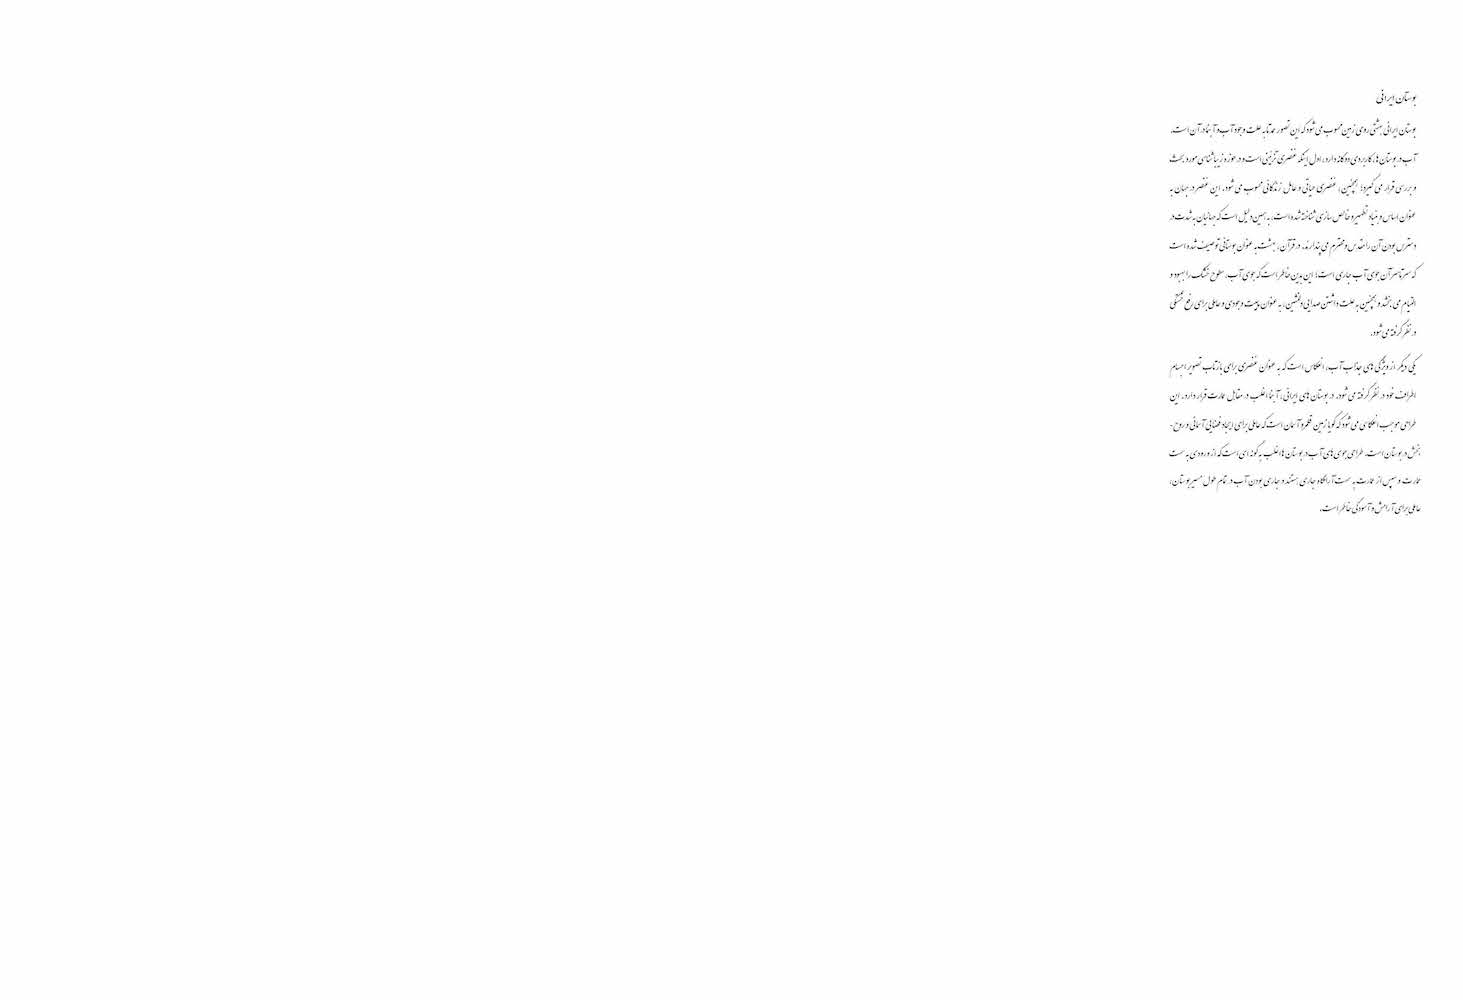 بوستان ایرانی
بوستان ایرانی بهشتی روی زمین محسوب می شود که این تصور عمدتا به علت وجود آب و آبنما در آن است.
آب در بوستان ها، کاربردی دوگانه دارد، اول اینکه عنصری تزئینی است و در حوزه زیباشناسی مورد بحث
و بررسی قرار می گیرد؛ همچنین، عنصری حیاتی و عامل زندگانی محسوب می شود. این عنصر در جهان به
عنوان اساس و بنیاد تطهیر و خالص سازی شناخته شده است، به همین دلیل است که جهانیان به شدت در
دسترس بودن آن را مقدس و محترم می پندارند. در قرآن، بهشت به عنوان بوستانی توصیف شده است
که سرتاسر آن جوی آب جاری است؛ این بدین خاطر است که جوی آب، سطوح خشک را بهبود و
التیام می بخشد و همچنین به علت داشتن صدایی دلنشین، به عنوان وجودی و عاملی برای رفع خستگی
در نظر گرفته می شود.
یکی دیگر از ویژگی های جذاب آب، انعکاس است که به عنوان عنصری برای بازتاب تصویر اجسام
اطراف خود در نظر گرفته می شود. در بوستان های ایرانی، آبنما اغلب در مقابل عمارت قرار دارد. این
طراحی موجب انعکاسی می شود که گویا زمین قلمرو آسمان است که عاملی برای ایجاد فضایی آسمانی و روح-
بخش در بوستان است. طراحی جوی های آب در بوستان ها اغلب به گونه ای است که از ورودی به سمت
عمارت و سپس از عمارت به سمت آرامگاه جاری هستند و جاری بودن آب در تمام طول مسیر بوستان،
عاملی برای آرامش و آسودگی خاطر است.